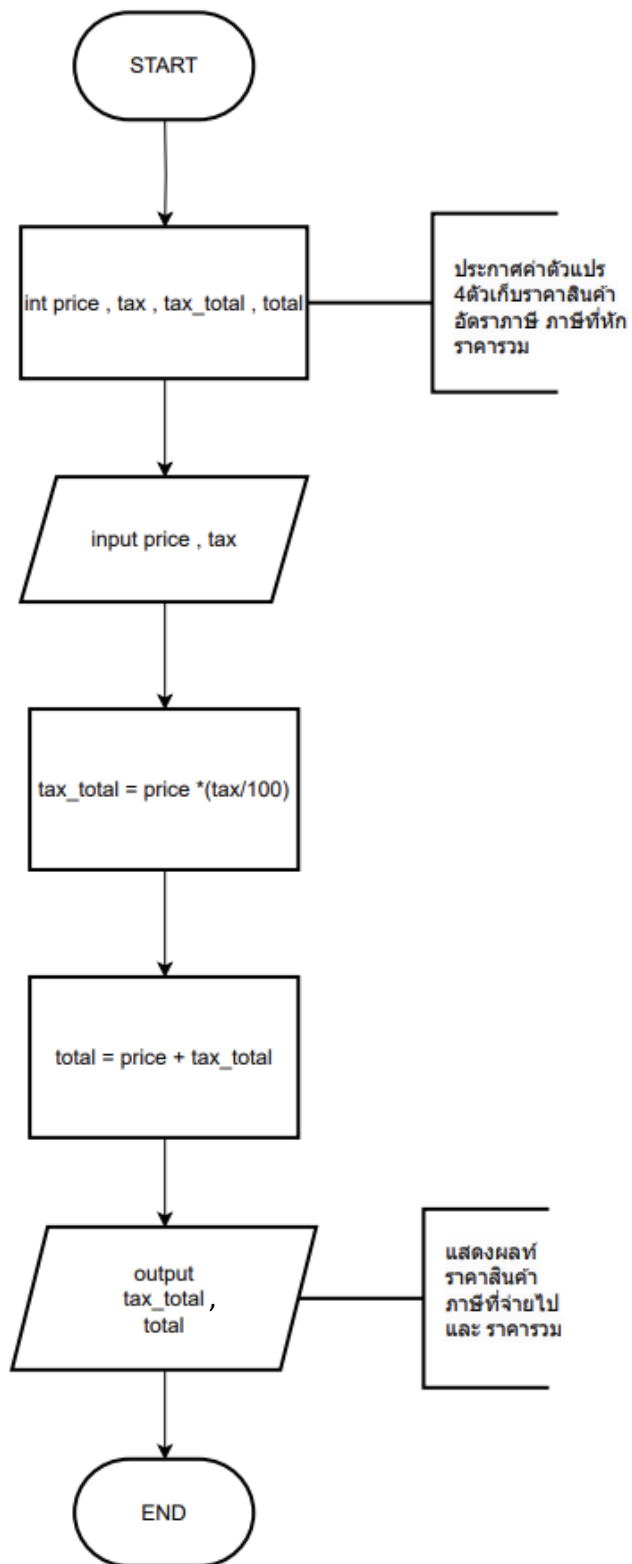 START
int price , tax , tax_total , total
ประกาศค่าตัวแปร
4ตัวเก็บราคาสินค้า
อัตราภาษี ภาษีที่หัก
ราคารวม
input price , tax
tax_total = price *(tax/100)
total = price + tax_total
output
tax_total ,
total
แสดงผลท์
ราคาสินค้า
ภาษีที่จ่ายไป
และ ราคารวม
END